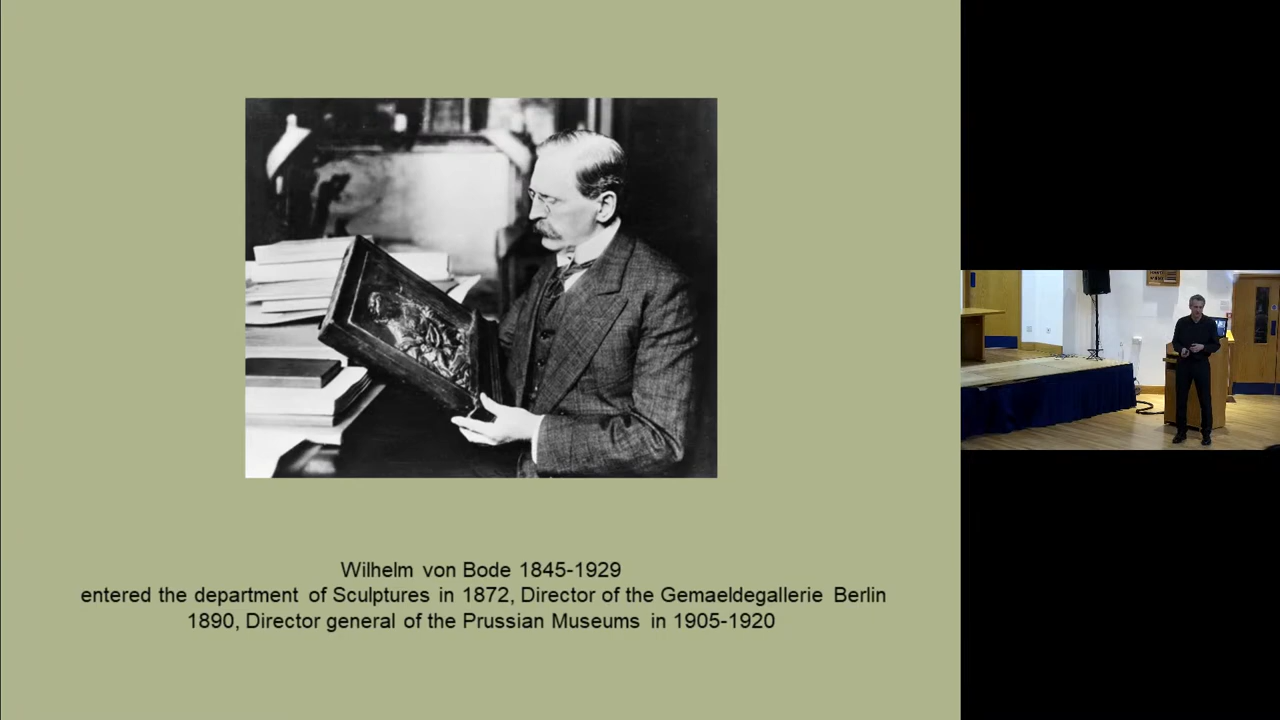 Wilhelm von Bode 1845-1929
entered the department of Sculptures in 1872, Director of the Gemaeldegallerie Berlin
1890, Director general of the Prussian Museums in 1905-1920